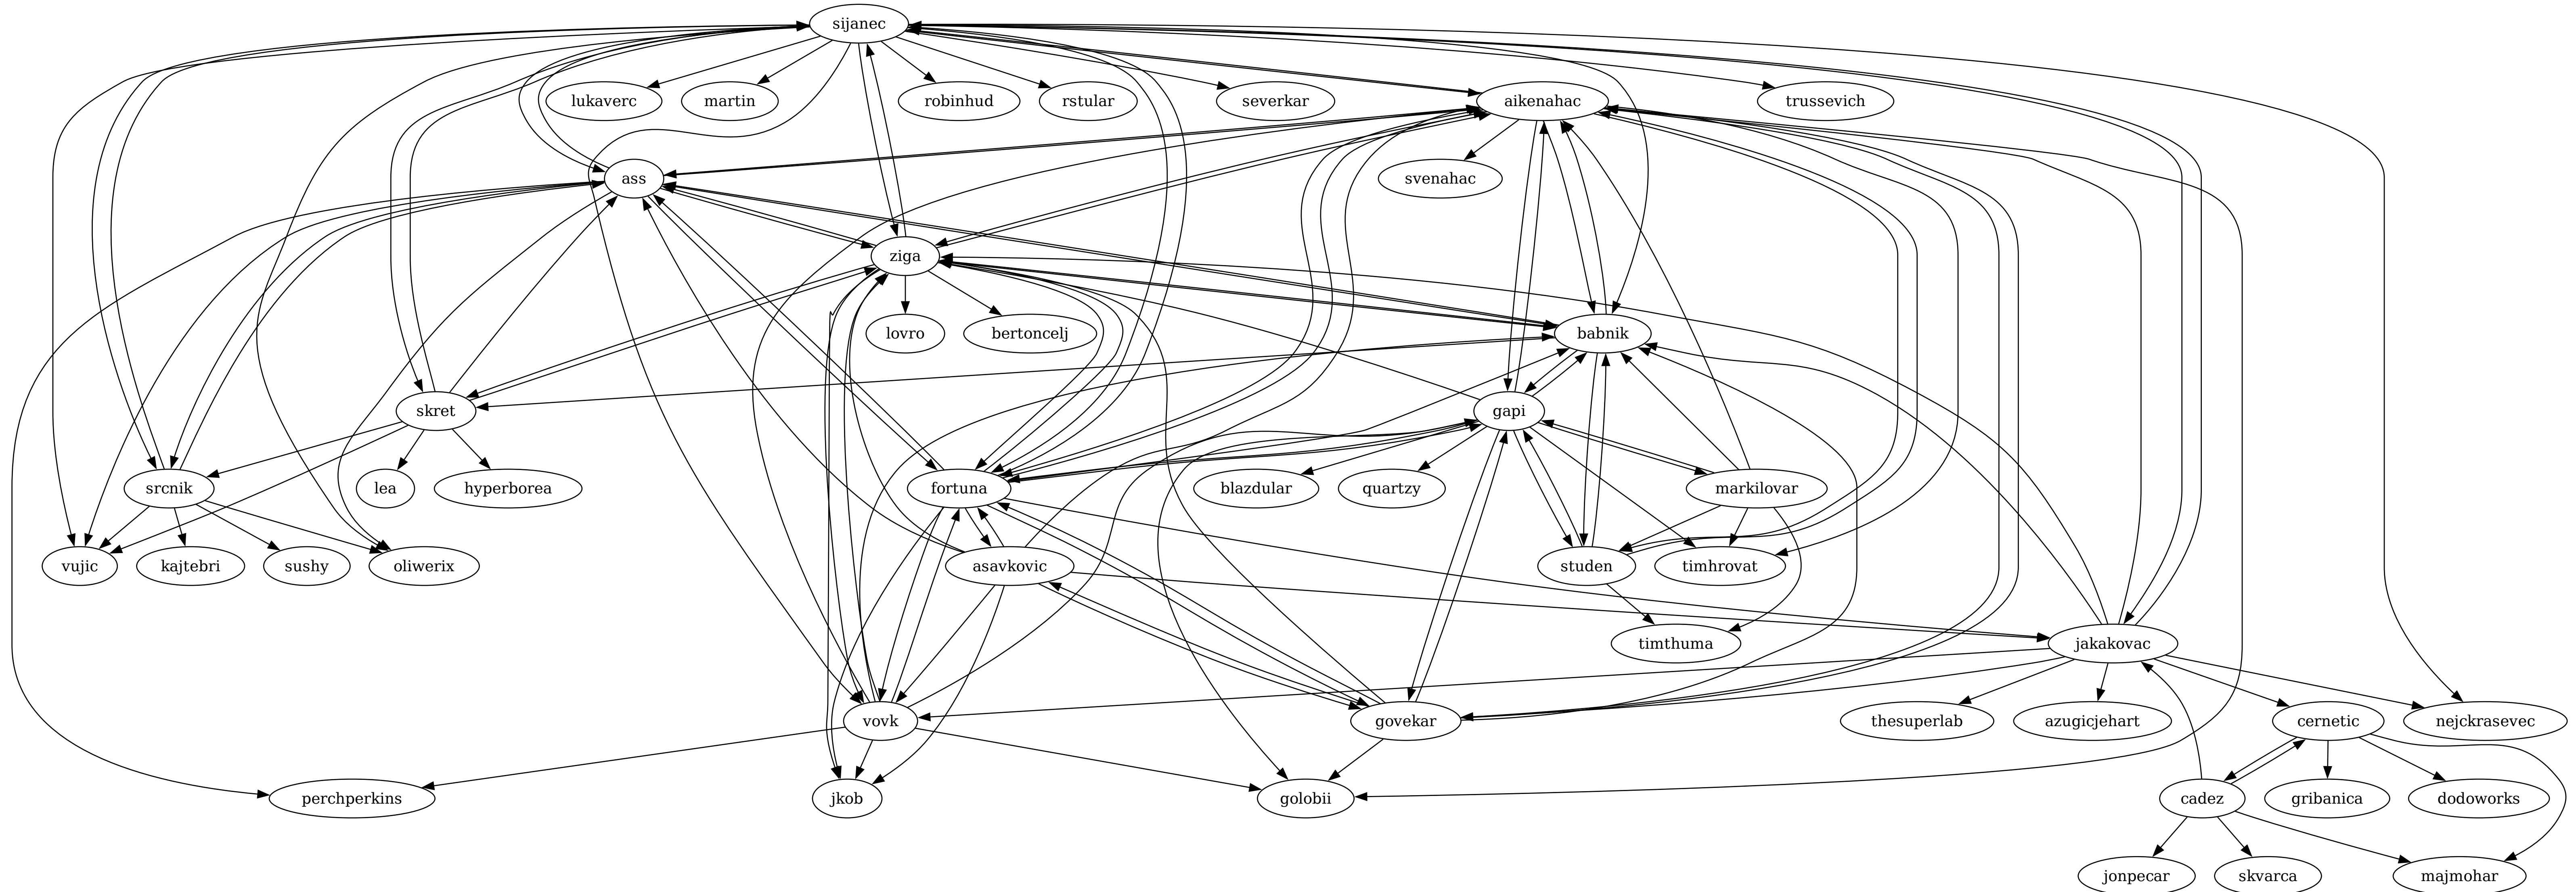 sijanec
lukaverc
martin
robinhud
rstular
severkar
aikenahac
trussevich
ass
svenahac
ziga
lovro
bertoncelj
babnik
skret
gapi
srcnik
lea
hyperborea
fortuna
blazdular
quartzy
markilovar
vujic
kajtebri
sushy
oliwerix
asavkovic
studen
timhrovat
timthuma
jakakovac
vovk
govekar
thesuperlab
azugicjehart
cernetic
nejckrasevec
perchperkins
jkob
golobii
cadez
gribanica
dodoworks
jonpecar
skvarca
majmohar